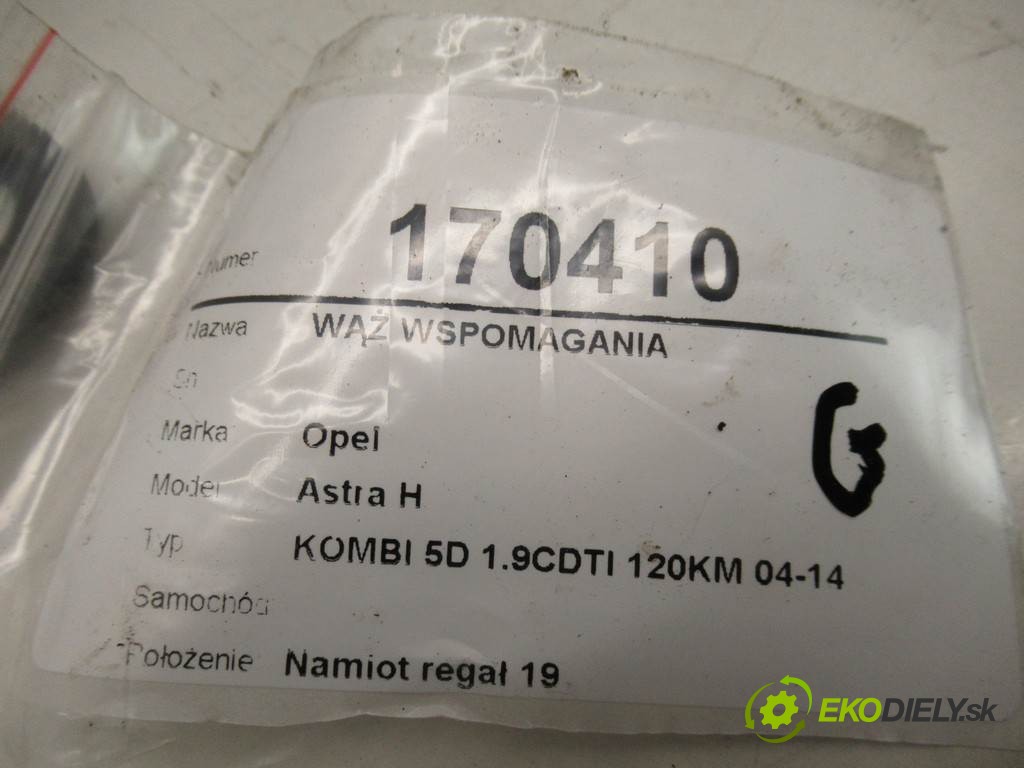 Numer 170410
Nazwa WĄŻ WSPOMAGANIA
Marka Opel
Model Astra H
Typ KOMBI 5D 1.9CDTI 120KM 04-14
Samochód
Położenie Namiot regał 19
G
EKODIELY.sk